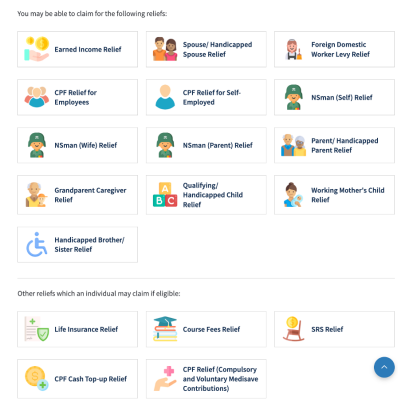 You may be able to claim for the following reliefs:
Earned Income Relief
Spouse/ Handicapped
Spouse Relief
Foreign Domestic
Worker Levy Relief
CPF Relief for
Employees
CPF Relief for Self-
Employed
NSman (Self) Relief
NSman (Wife) Relief
NSman (Parent) Relief
Parent/ Handicapped
Parent Relief
Grandparent Caregiver
Relief
Qualifying/
Handicapped Child
Relief
Working Mother's Child
Relief
Handicapped Brother/
Sister Relief
Other reliefs which an individual may claim if eligible:
Life Insurance Relief
Course Fees Relief
SRS Relief
CPF Cash Top-up Relief
CPF Relief (Compulsory
and Voluntary Medisave
Contributions)
A
B C